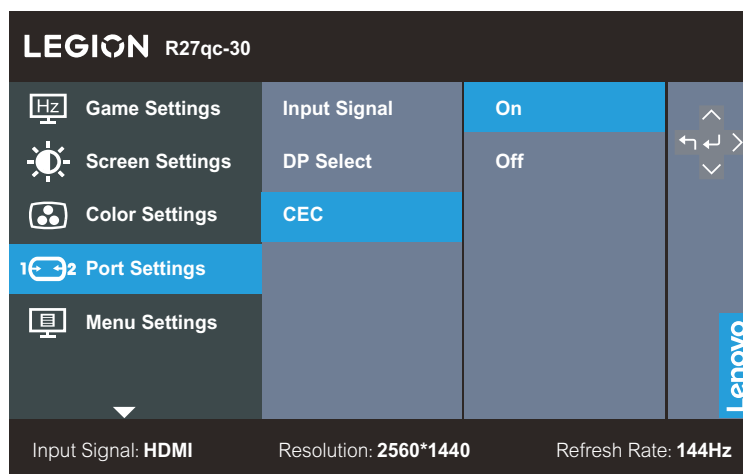 LEGION R27qc-30
Hz Game Settings
Screen Settings
Color Settings
1 2 Port Settings
Menu Settings
Input Signal
DP Select
CEC
On
Off
Lenovo
Input Signal: HDMI Resolution: 2560*1440 Refresh Rate: 144Hz